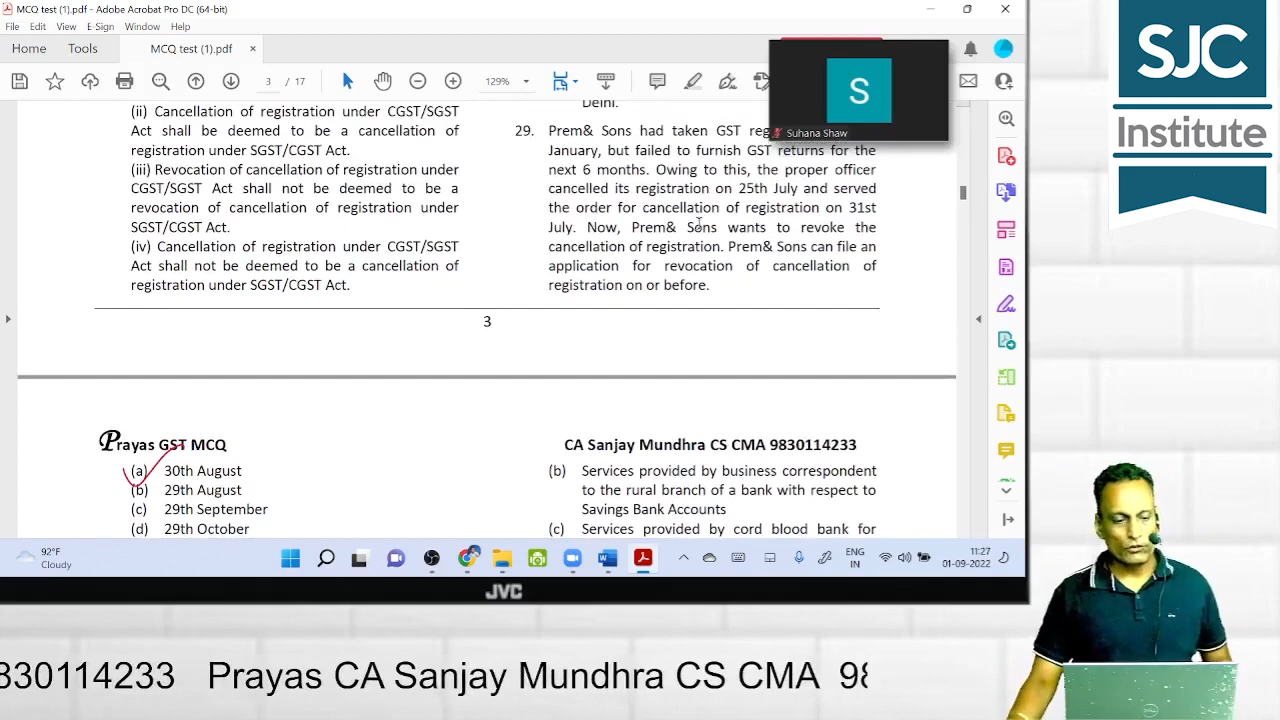 MCQ test (1).pdf - Adobe Acrobat Pro DC (64-bit)
File Edit View E-Sign Window Help
Home Tools MCQ test (1).pdf ×
3 / 17 129%
S
Suhana Shaw
(ii) Cancellation of registration under CGST/SGST
Act shall be deemed to be a cancellation of
registration under SGST/CGST Act.
(iii) Revocation of cancellation of registration under
CGST/SGST Act shall not be deemed to be a
revocation of cancellation of registration under
SGST/CGST Act.
(iv) Cancellation of registration under CGST/SGST
Act shall not be deemed to be a cancellation of
registration under SGST/CGST Act.
Delhi.
29. Prem& Sons had taken GST reg
January, but failed to furnish GST returns for the
next 6 months. Owing to this, the proper officer
cancelled its registration on 25th July and served
the order for cancellation of registration on 31st
July. Now, Prem& Sons wants to revoke the
cancellation of registration. Prem& Sons can file an
application for revocation of cancellation of
registration on or before.
3
Prayas GST MCQ
CA Sanjay Mundhra CS CMA 9830114233
(a) 30th August
(b) 29th August
(c) 29th September
(d) 29th October
(b) Services provided by business correspondent
to the rural branch of a bank with respect to
Savings Bank Accounts
(c) Services provided by cord blood bank for
92°F
Cloudy
ENG
IN
11:27
01-09-2022
JVC
SJC
Institute
830114233 Prayas CA Sanjay Mundhra CS CMA 98
DELL